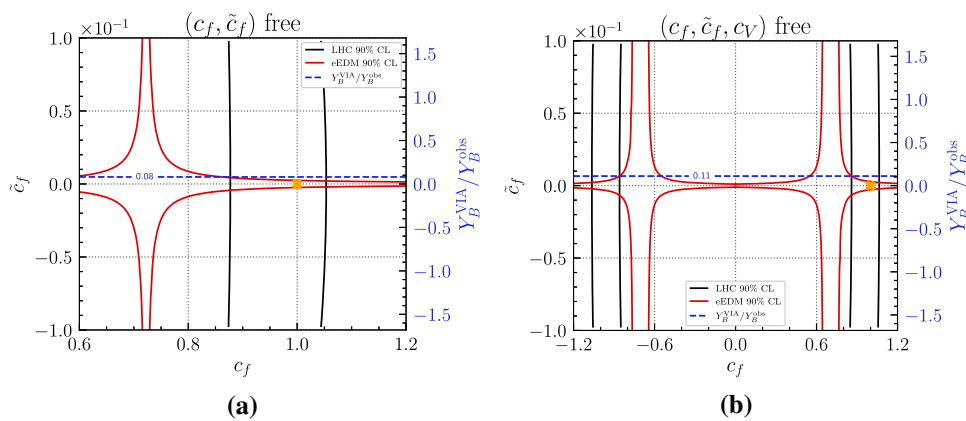 (c_f, c̃_f) free
×10⁻¹
1.0
0.5
0.0
−0.5
−1.0
c̃_f
0.6
0.8
1.0
1.2
c_f
1.5
1.0
0.5
0.0
−0.5
−1.0
−1.5
Y_B^VIA/Y_B^obs
LHC 90% CL
eEDM 90% CL
Y_B^VIA/Y_B^obs
0.08
(a)
(c_f, c̃_f, c_V) free
×10⁻¹
1.0
0.5
0.0
−0.5
−1.0
c̃_f
−1.2
−0.6
0.0
0.6
1.2
c_f
1.5
1.0
0.5
0.0
−0.5
−1.0
−1.5
Y_B^VIA/Y_B^obs
0.11
LHC 90% CL
eEDM 90% CL
Y_B^VIA/Y_B^obs
(b)